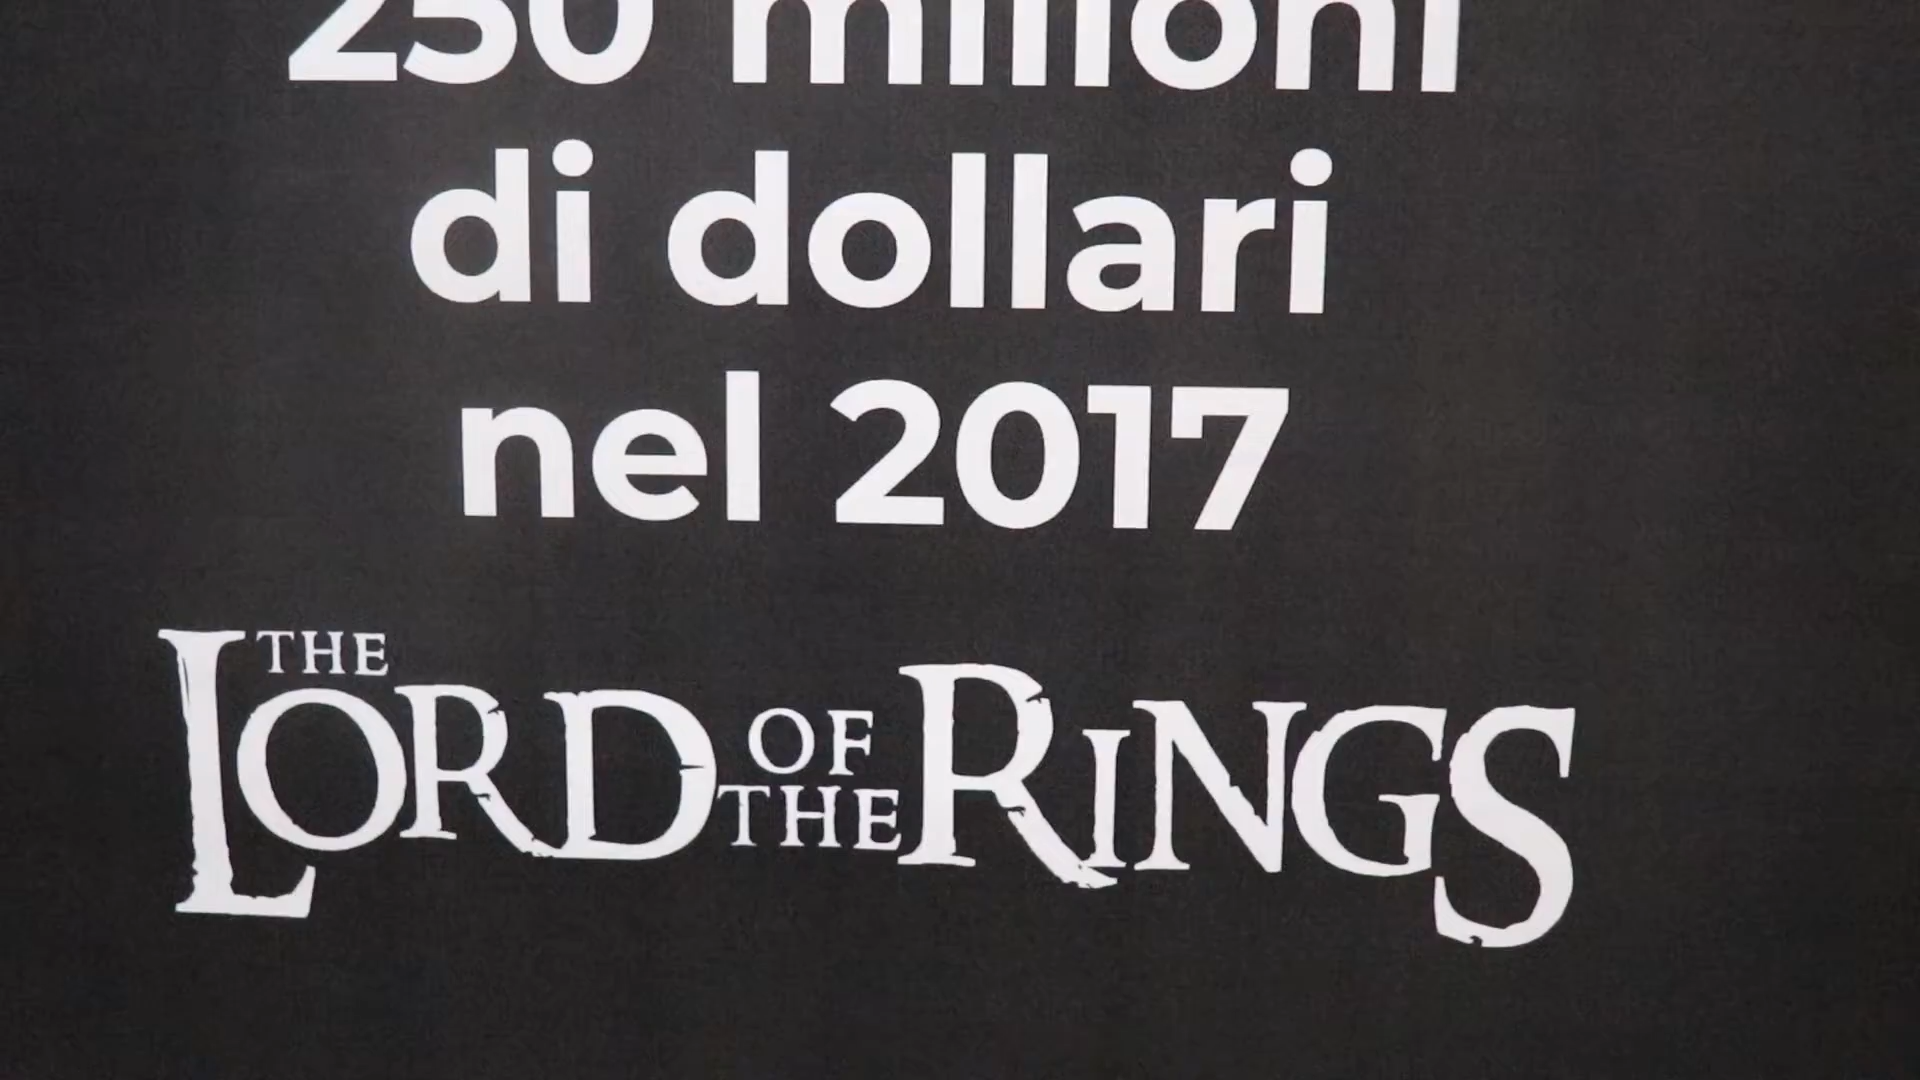 250 milioni
di dollari
nel 2017
THE
LORD OF THE RINGS